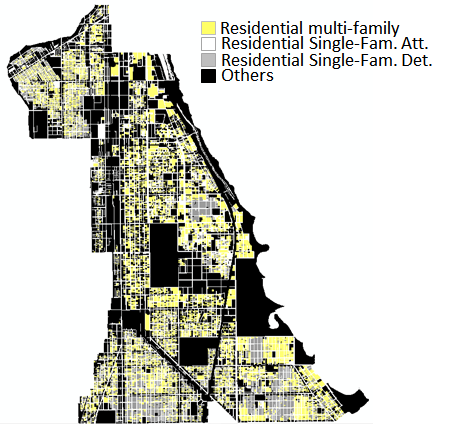 Residential multi-family
Residential Single-Fam. Att.
Residential Single-Fam. Det.
Others